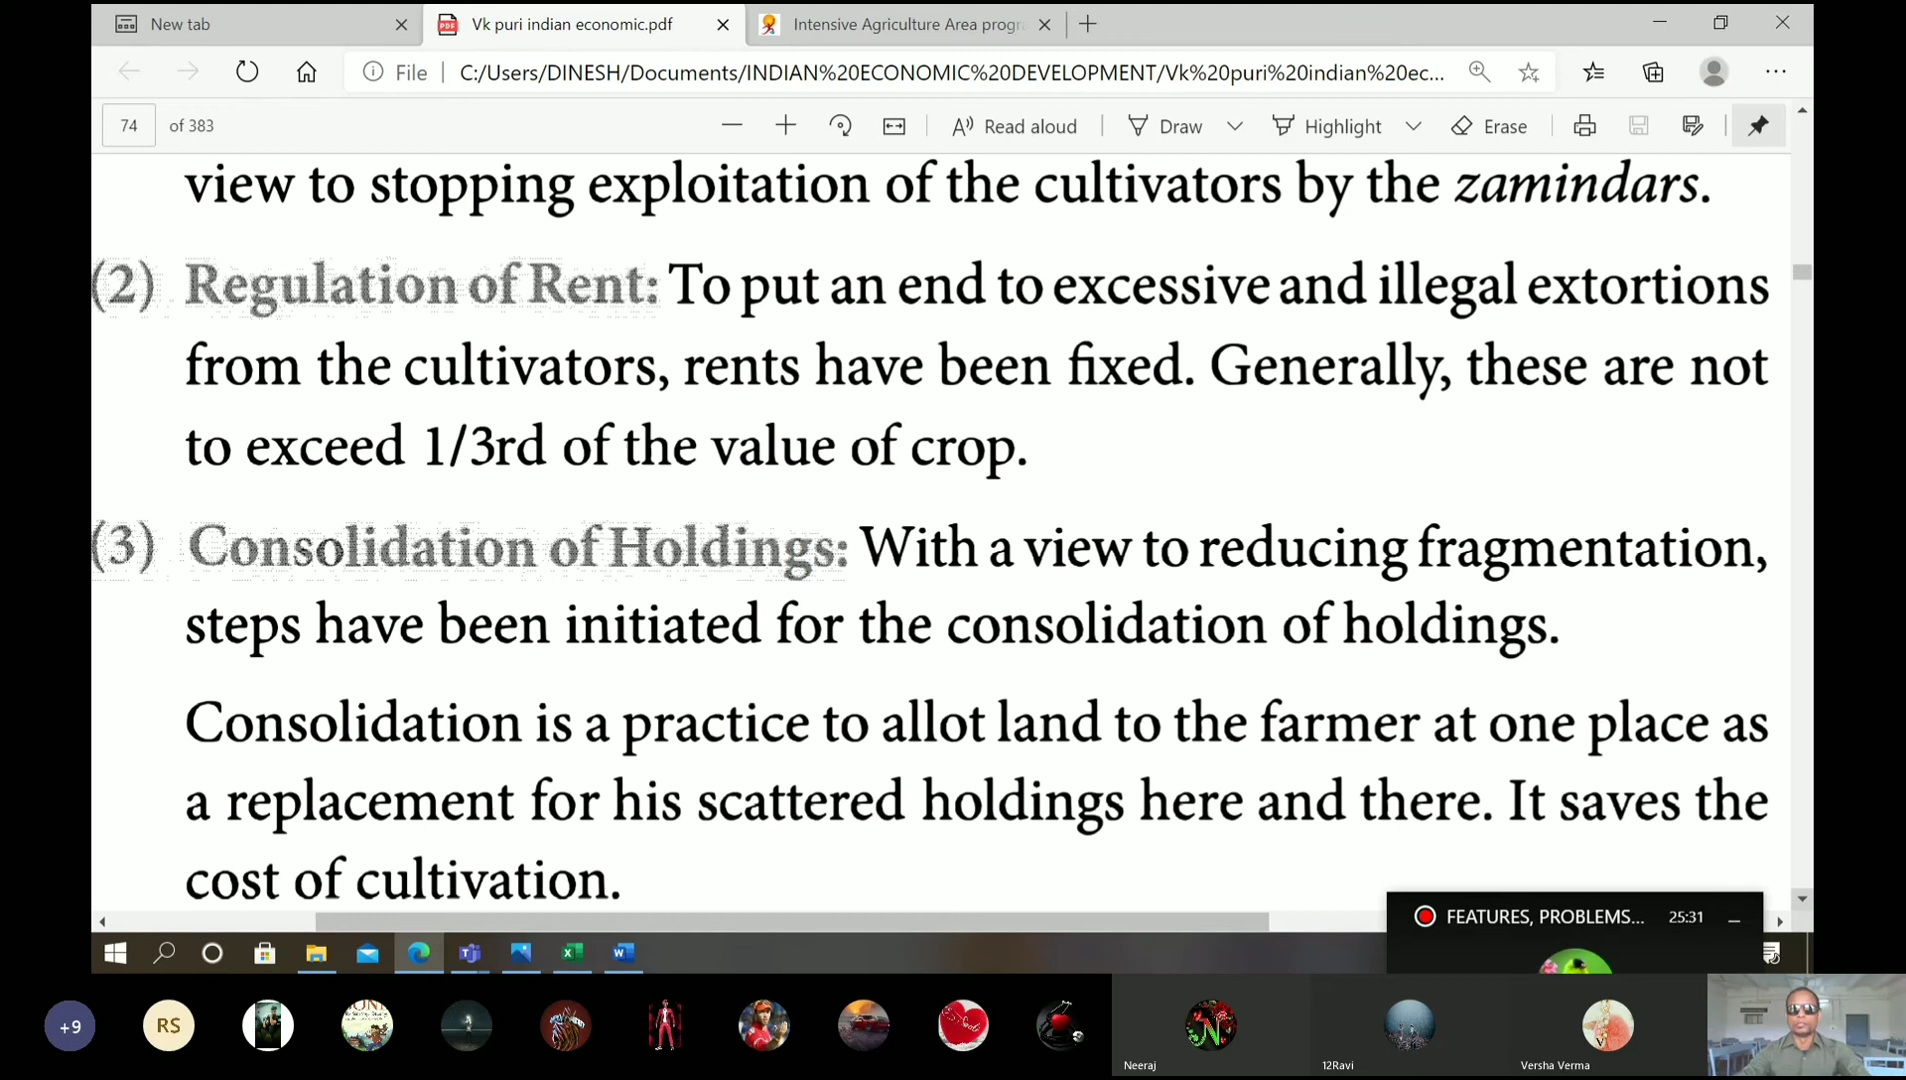 New tab
Vk puri indian economic.pdf
Intensive Agriculture Area progr
File
C:/Users/DINESH/Documents/INDIAN%20ECONOMIC%20DEVELOPMENT/Vk%20puri%20indian%20ec...
74 of 383
Read aloud
Draw
Highlight
Erase
view to stopping exploitation of the cultivators by the zamindars.
(2) Regulation of Rent: To put an end to excessive and illegal extortions
from the cultivators, rents have been fixed. Generally, these are not
to exceed 1/3rd of the value of crop.
(3) Consolidation of Holdings: With a view to reducing fragmentation,
steps have been initiated for the consolidation of holdings.
Consolidation is a practice to allot land to the farmer at one place as
a replacement for his scattered holdings here and there. It saves the
cost of cultivation.
FEATURES, PROBLEMS... 25:31
+9
RS
Neeraj
12Ravi
Versha Verma